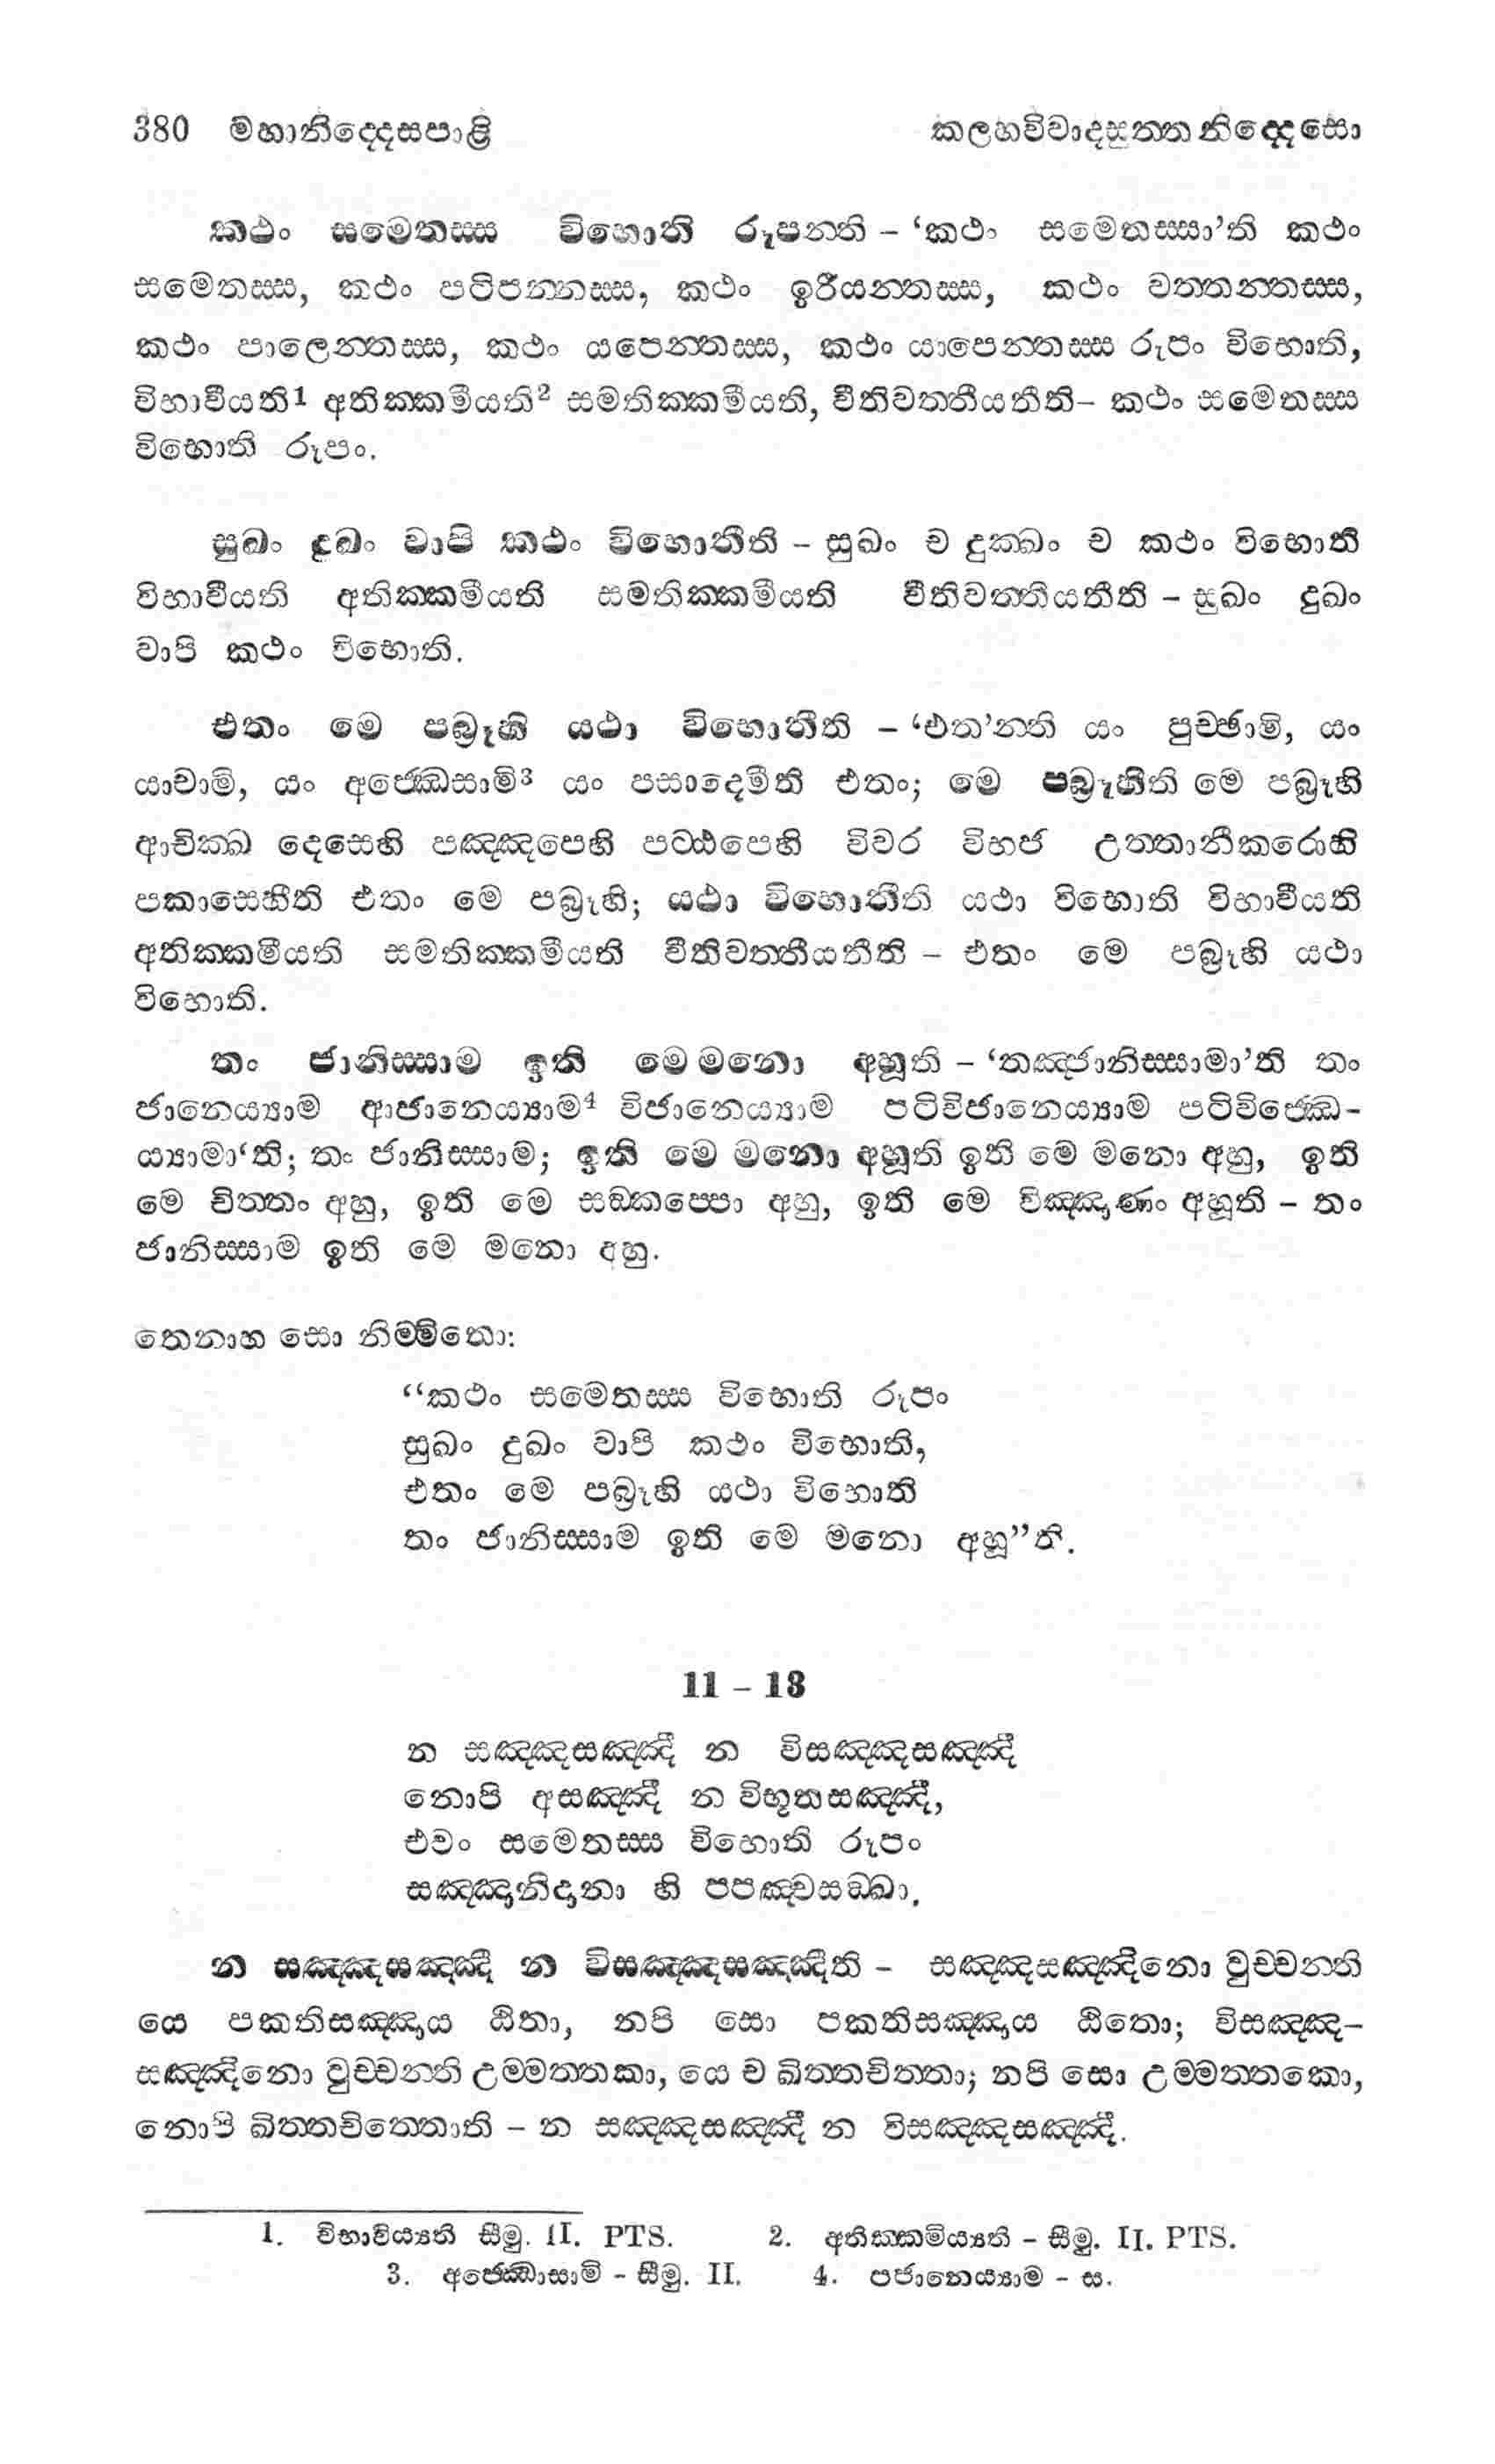 380 මහානිද්දෙසපාළි කලහවිවාදසුත්ත නිද්දෙසො
කථං සමෙතස්ස විහොති රූපන්ති – ‘කථං සමෙතස්සා’ති කථං
සමෙතස්ස, කථං පටිපන්නස්ස, කථං ඉරියන්තස්ස, කථං වත්තන්තස්ස,
කථං පාලෙන්තස්ස, කථං යපෙන්තස්ස, කථං යාපෙන්තස්ස රූපං විභොති,
විභාවීයති1 අතික්කමීයති2 සමතික්කමීයති, වීතිවත්තීයතීති– කථං සමෙතස්ස
විභොති රූපං.
සුඛං දුඛං වාපි කථං විභොතීති – සුඛං ච දුක්ඛං ච කථං විභොති
විභාවීයති අතික්කමීයති සමතික්කමීයති වීතිවත්තියතීති – සුඛං දුඛං
වාපි කථං විභොති.
එතං මෙ පබ්‍රූහි යථා විභොතීති – ‘එත’න්ති යං පුච්ඡාමි, යං
යාචාමි, යං අජ්ඣෙසාමි3 යං පසාදෙමීති එතං; මෙ පබ්‍රූහීති මෙ පබ්‍රූහි
ආචික්ඛ දෙසෙහි පඤ්ඤපෙහි පට්ඨපෙහි විවර විභජ උත්තානීකරොහි
පකාසෙහීති එතං මෙ පබ්‍රූහි; යථා විභොතීති යථා විභොති විභාවීයති
අතික්කමීයති සමතික්කමීයති වීතිවත්තීයතීති – එතං මෙ පබ්‍රූහි යථා
විහොති.
තං ජානිස්සාම ඉති මෙ මනො අහූති – ‘තඤ්ජානිස්සාමා’ති තං
ජානෙය්‍යාම ආජානෙය්‍යාම4 විජානෙය්‍යාම පටිවිජානෙය්‍යාම පටිවිජ්ඣෙ-
ය්‍යාමා‘ති; තං ජානිස්සාම; ඉති මෙ මනො අහූති ඉති මෙ මනො අහු, ඉති
මෙ චිත්තං අහු, ඉති මෙ සඞ්කප්පො අහු, ඉති මෙ විඤ්ඤාණං අහූති – තං
ජානිස්සාම ඉති මෙ මනො අහු.
තෙනාහ සො නිම්මිතො:
“කථං සමෙතස්ස විභොති රූපං
සුඛං දුඛං වාපි කථං විභොති,
එතං මෙ පබ්‍රූහි යථා විහොති
තං ජානිස්සාම ඉති මෙ මනො අහූ”ති.
11 – 13
න සඤ්ඤසඤ්ඤී න විසඤ්ඤසඤ්ඤී
නොපි අසඤ්ඤී න විභූතසඤ්ඤී,
එවං සමෙතස්ස විහොති රූපං
සඤ්ඤානිදානා හි පපඤ්චසඞ්ඛා.
න සඤ්ඤසඤ්ඤී න විසඤ්ඤසඤ්ඤීති – සඤ්ඤසඤ්ඤිනො වුච්චන්ති
යෙ පකතිසඤ්ඤාය ඨිතා, නපි සො පකතිසඤ්ඤාය ඨිතො; විසඤ්ඤ-
සඤ්ඤිනො වුච්චන්ති උම්මත්තකා, යෙ ච ඛිත්තචිත්තා; නපි සො උම්මත්තකො,
නොපි ඛිත්තචිත්තොති – න සඤ්ඤසඤ්ඤී න විසඤ්ඤසඤ්ඤී.
1. විභාවිය්‍යති සීමු. II. PTS. 2. අතික්කමිය්‍යති – සීමු. II. PTS.
3. අජ්ඣොසාමි – සීමු. II. 4. පජානෙය්‍යාම – ස.